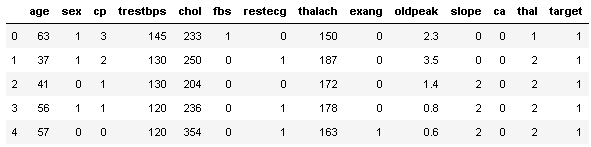 age sex cp trestbps chol fbs restecg thalach exang oldpeak slope ca thal target
0 63 1 3 145 233 1 0 150 0 2.3 0 0 1 1
1 37 1 2 130 250 0 1 187 0 3.5 0 0 2 1
2 41 0 1 130 204 0 0 172 0 1.4 2 0 2 1
3 56 1 1 120 236 0 1 178 0 0.8 2 0 2 1
4 57 0 0 120 354 0 1 163 1 0.6 2 0 2 1